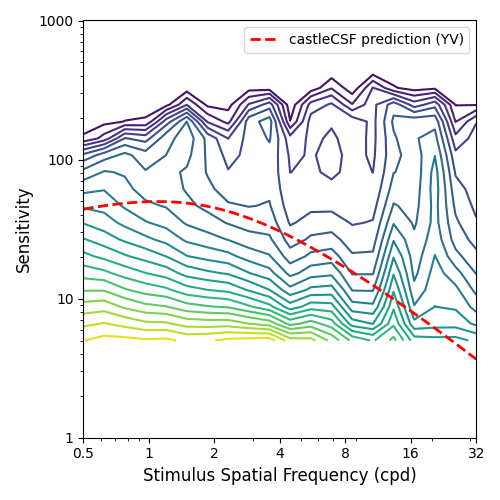 1000
castleCSF prediction (YV)
100
Sensitivity
10
1
0.5 1 2 4 8 16 32
Stimulus Spatial Frequency (cpd)